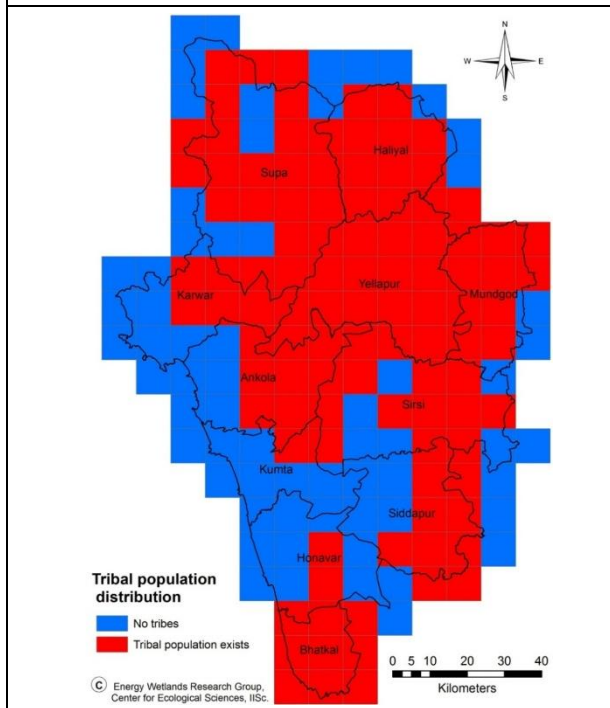 N
W E
S
Haliyal
Supa
Karwar
Yellapur
Mundgod
Ankola
Sirsi
Kumta
Siddapur
Honavar
Bhatkal
Tribal population
distribution
No tribes
Tribal population exists
0 5 10 20 30 40
Kilometers
© Energy Wetlands Research Group,
Center for Ecological Sciences, IISc.